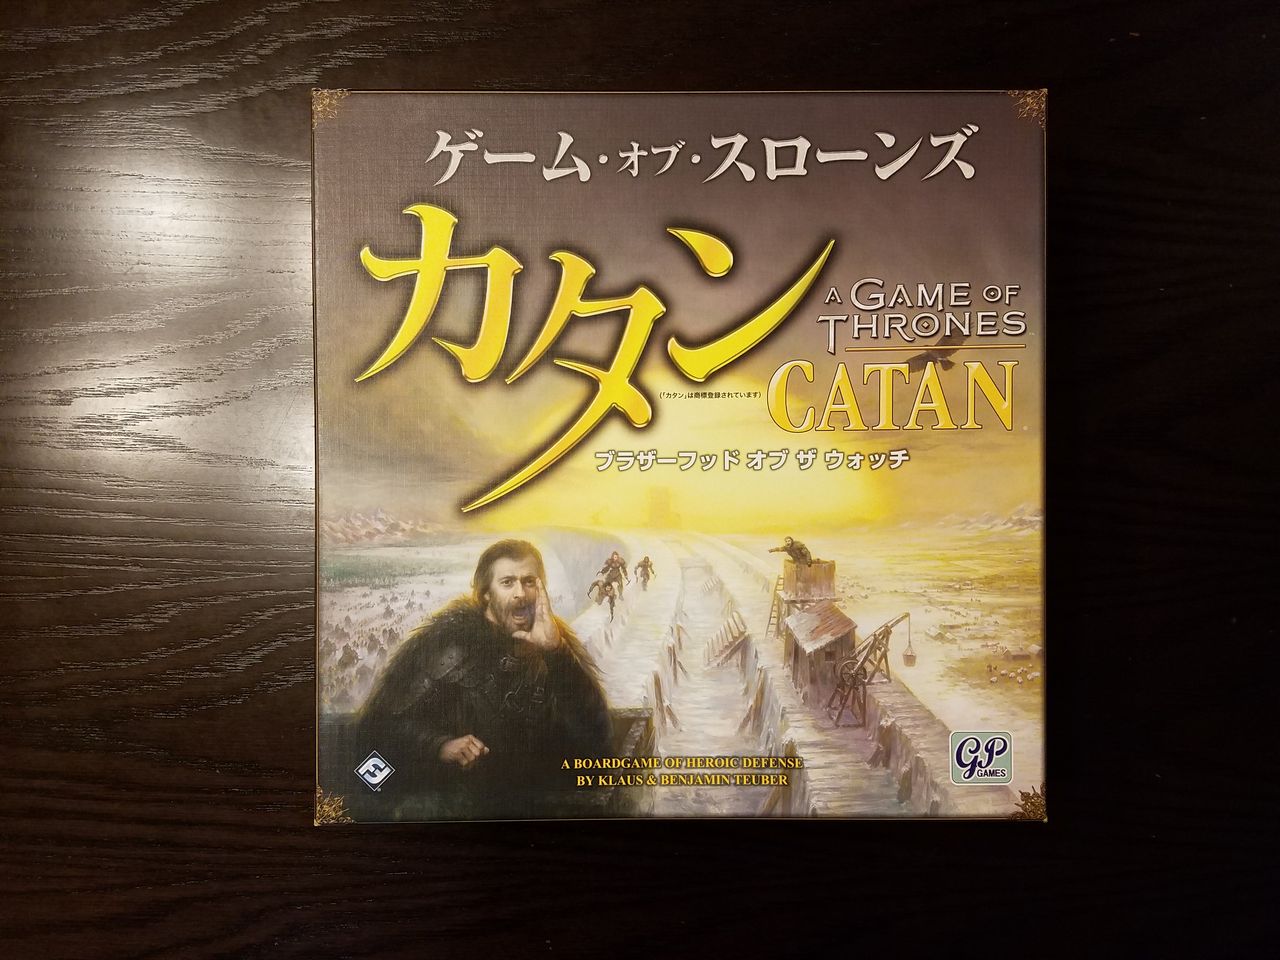 ゲーム・オブ・スローンズ
カタン
A GAME OF
THRONES
CATAN
(「カタン」は商標登録されています)
ブラザーフッド オブ ザ ウォッチ
A BOARDGAME OF HEROIC DEFENSE
BY KLAUS & BENJAMIN TEUBER
GP
GAMES